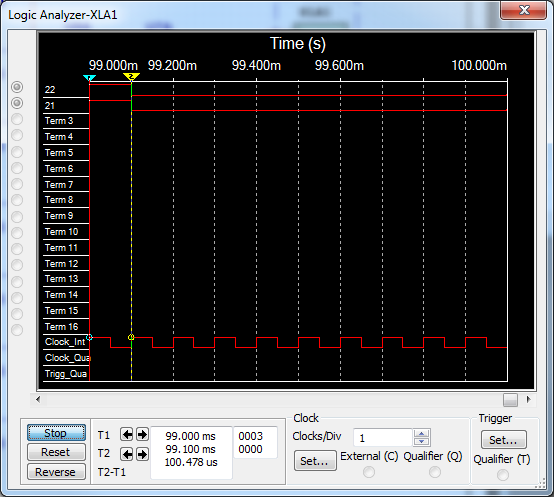 Logic Analyzer-XLA1
Time (s)
99.000m 99.200m 99.400m 99.600m 100.000m
1 2
22
21
Term 3
Term 4
Term 5
Term 6
Term 7
Term 8
Term 9
Term 10
Term 11
Term 12
Term 13
Term 14
Term 15
Term 16
Clock_Int
Clock_Qua
Trigg_Qua
Stop
Reset
Reverse
T1 99.000 ms 0003
T2 99.100 ms 0000
T2-T1 100.478 us
Clock
Clocks/Div 1
Set... External (C) Qualifier (Q)
Trigger
Set...
Qualifier (T)